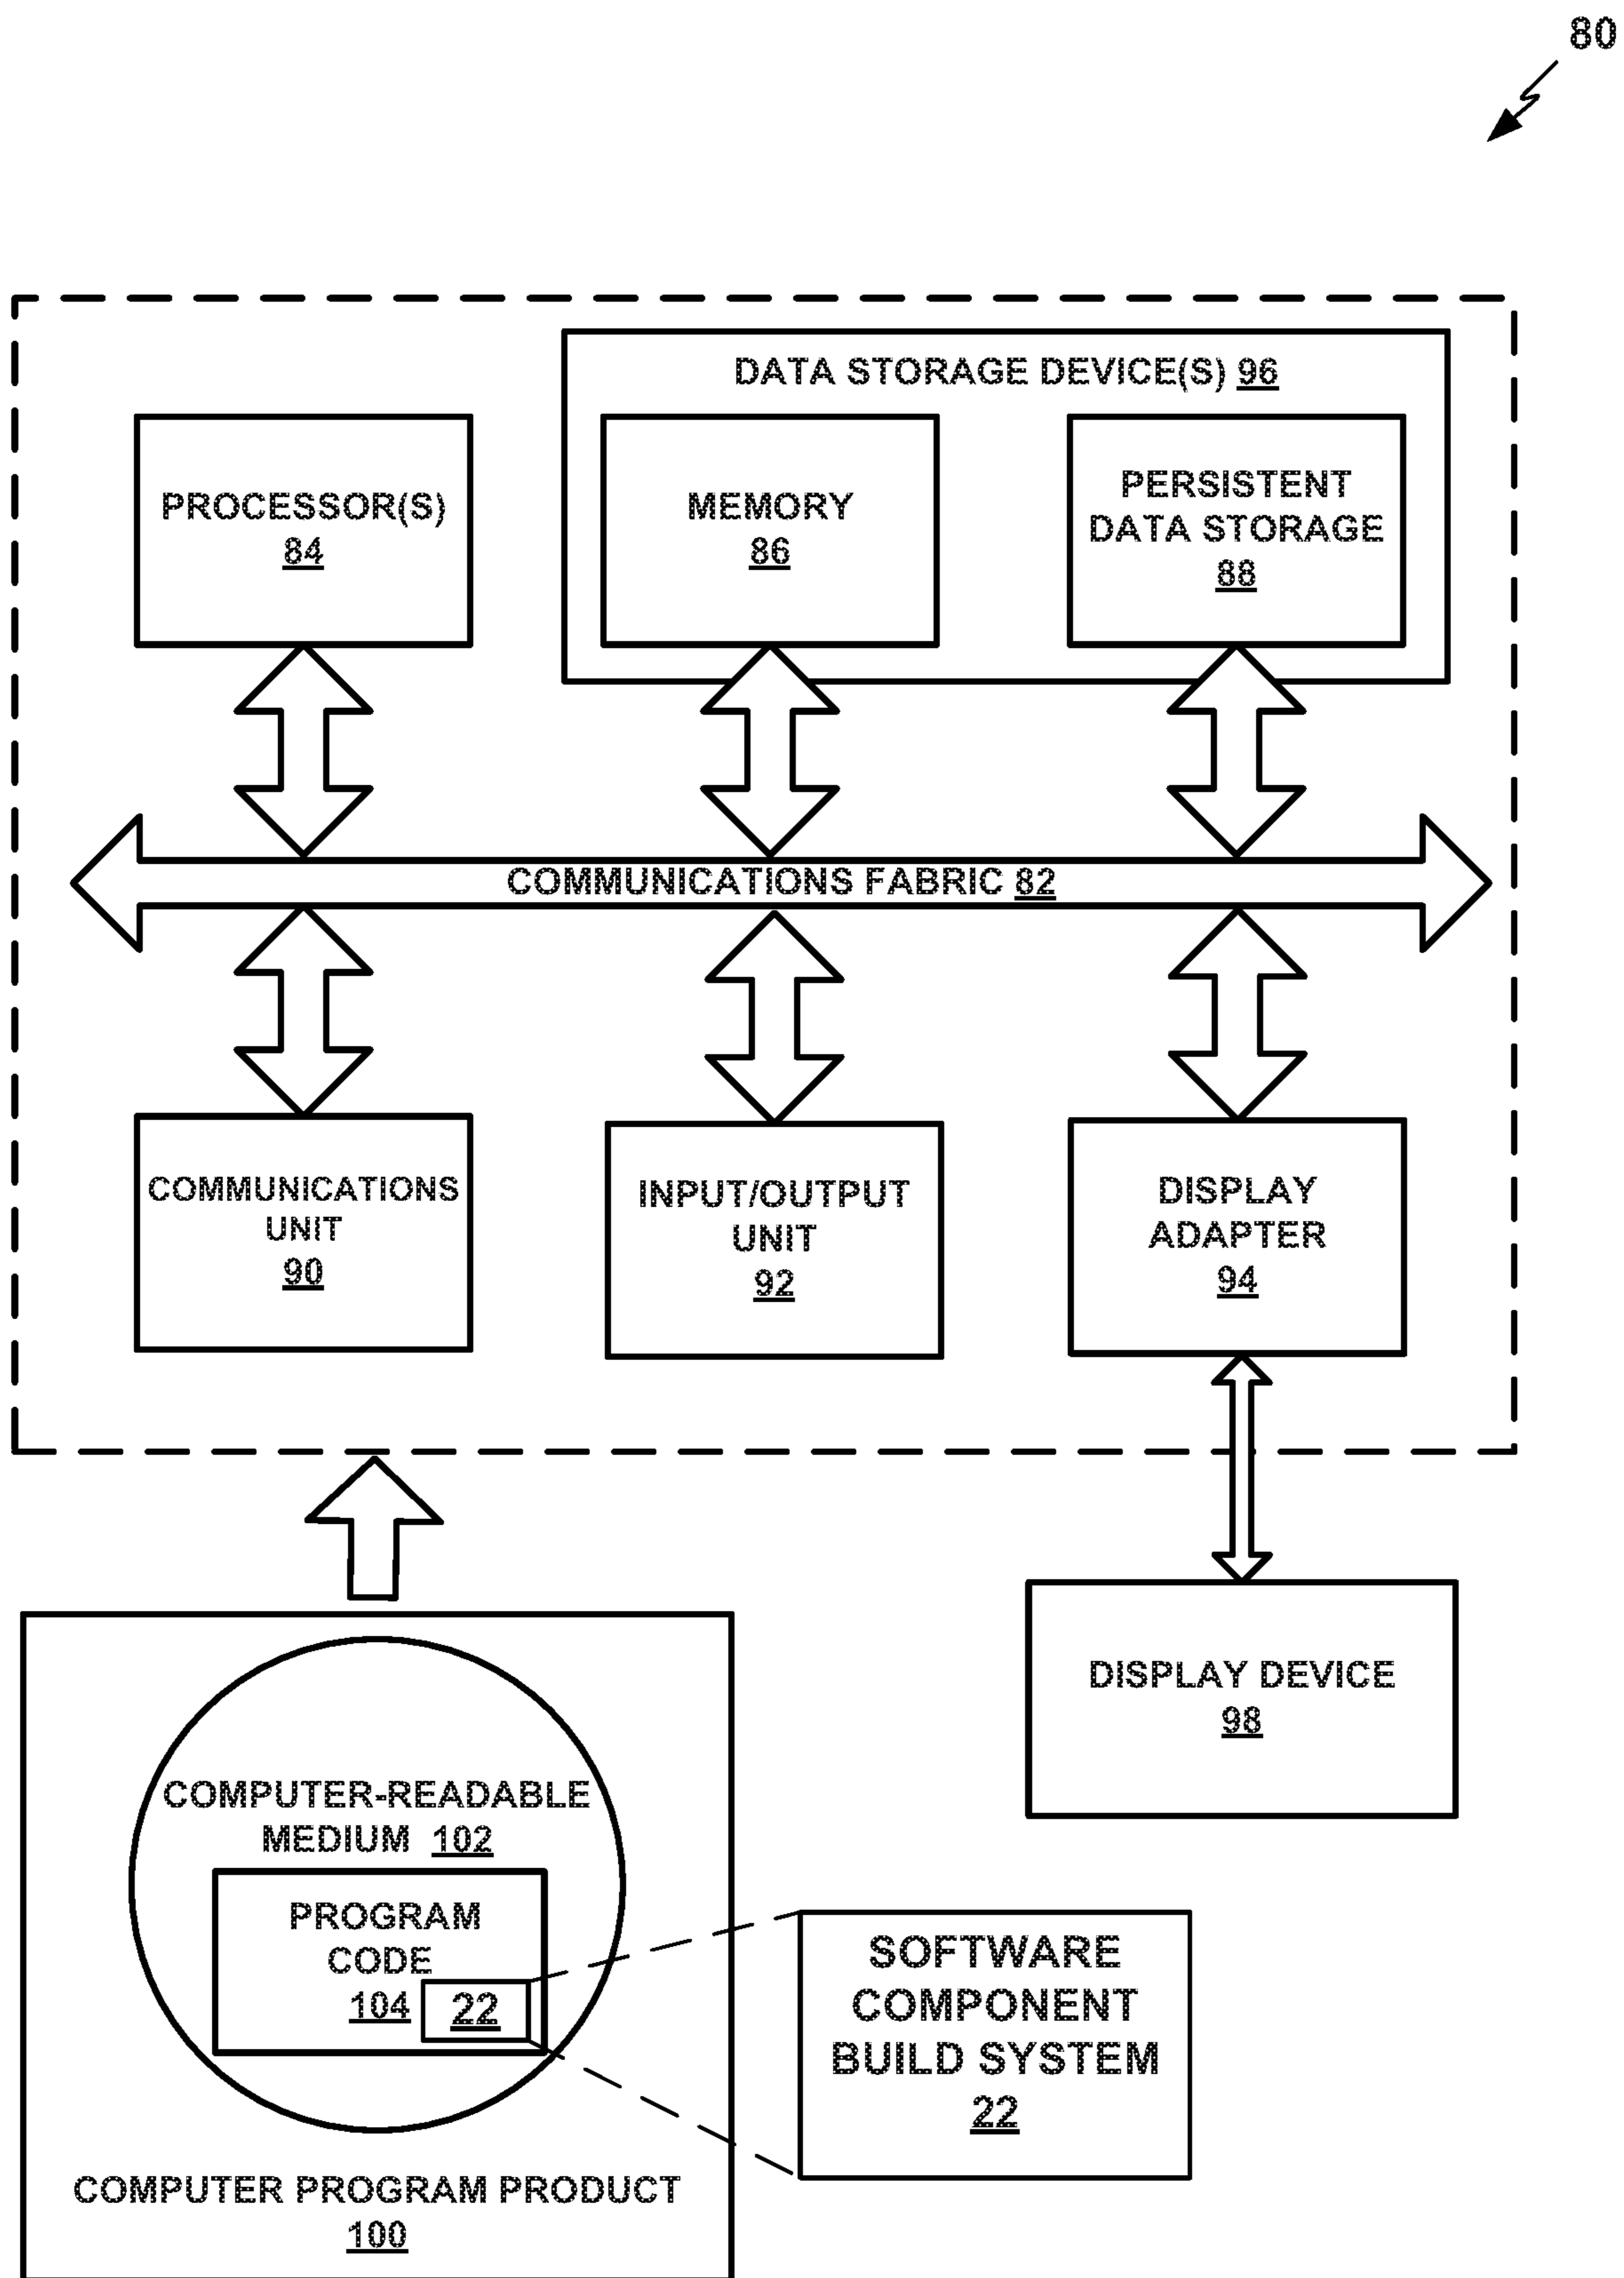 80
DATA STORAGE DEVICE(S) 96
PROCESSOR(S)
84
MEMORY
86
PERSISTENT
DATA STORAGE
88
COMMUNICATIONS FABRIC 82
COMMUNICATIONS
UNIT
90
INPUT/OUTPUT
UNIT
92
DISPLAY
ADAPTER
94
DISPLAY DEVICE
98
COMPUTER-READABLE
MEDIUM 102
PROGRAM
CODE
104
22
SOFTWARE
COMPONENT
BUILD SYSTEM
22
COMPUTER PROGRAM PRODUCT
100